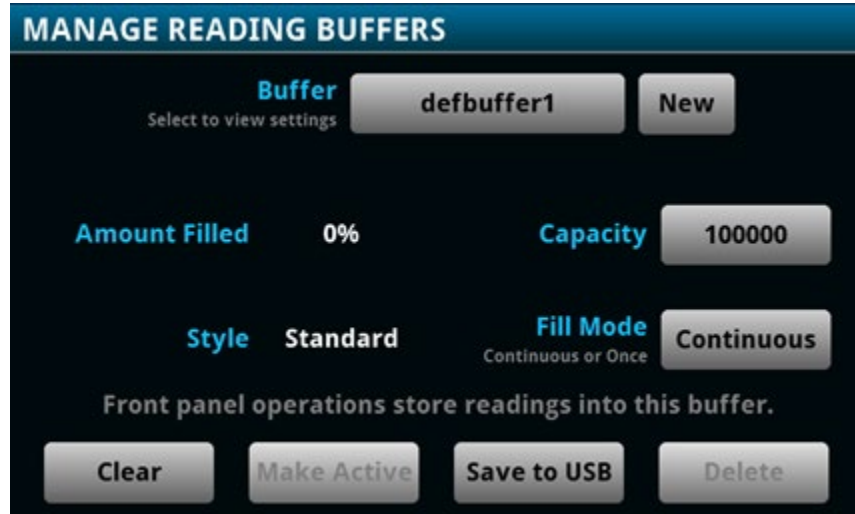 MANAGE READING BUFFERS
Buffer
Select to view settings
defbuffer1
New
Amount Filled
0%
Capacity
100000
Style
Standard
Fill Mode
Continuous or Once
Continuous
Front panel operations store readings into this buffer.
Clear
Make Active
Save to USB
Delete